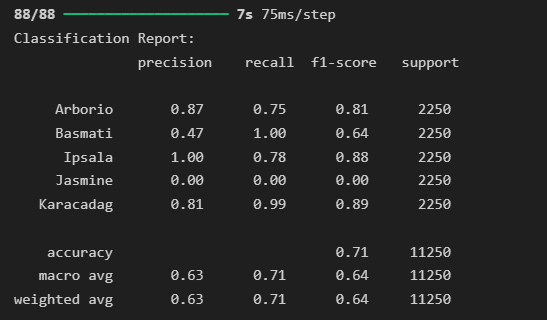 88/88 ━━━━━━━━━━━━━━━━━━━━ 7s 75ms/step
Classification Report:
              precision    recall  f1-score   support

     Arborio       0.87      0.75      0.81      2250
     Basmati       0.47      1.00      0.64      2250
      Ipsala       1.00      0.78      0.88      2250
     Jasmine       0.00      0.00      0.00      2250
   Karacadag       0.81      0.99      0.89      2250

    accuracy                           0.71     11250
   macro avg       0.63      0.71      0.64     11250
weighted avg       0.63      0.71      0.64     11250